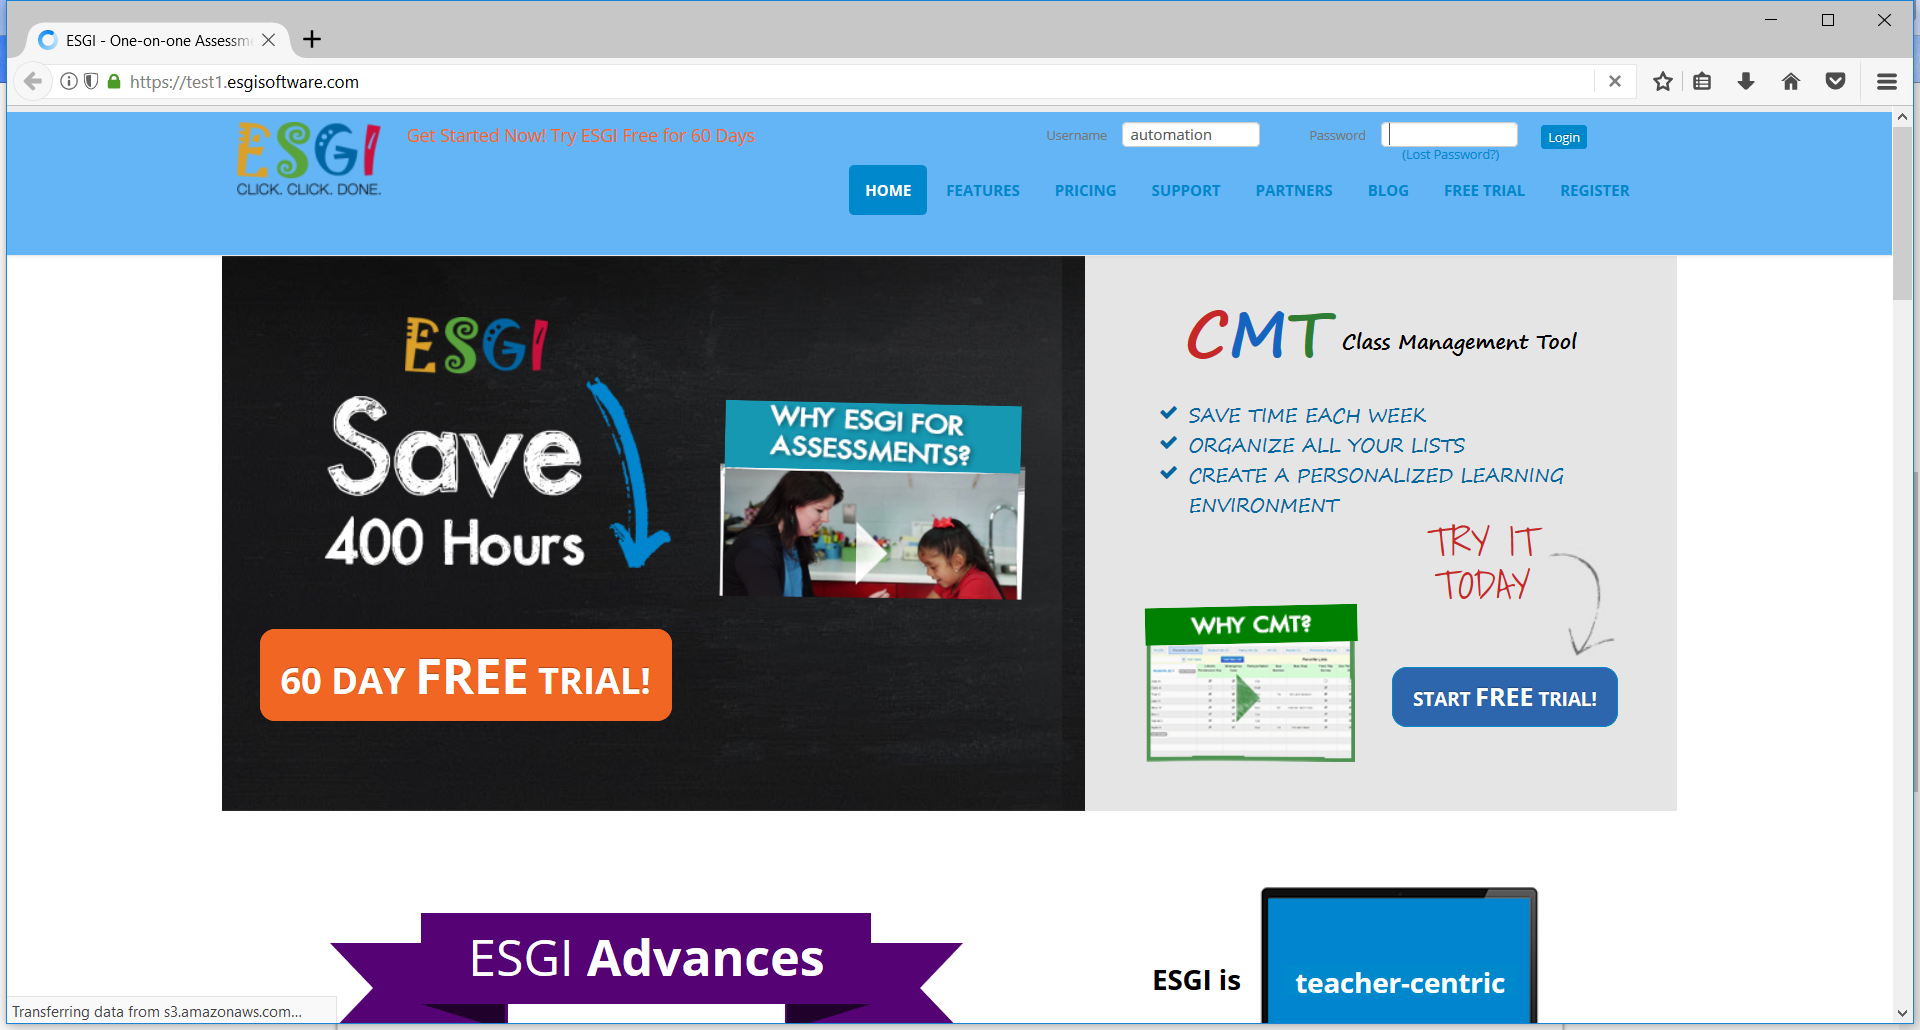 ESGI - One-on-one Assessm
https://test1.esgisoftware.com
ESGI
CLICK. CLICK. DONE.
Get Started Now! Try ESGI Free for 60 Days
Username automation Password Login
(Lost Password?)
HOME FEATURES PRICING SUPPORT PARTNERS BLOG FREE TRIAL REGISTER
ESGI
Save
400 Hours
WHY ESGI FOR
ASSESSMENTS?
60 DAY FREE TRIAL!
CMT Class Management Tool
SAVE TIME EACH WEEK
ORGANIZE ALL YOUR LISTS
CREATE A PERSONALIZED LEARNING
ENVIRONMENT
TRY IT
TODAY
WHY CMT?
START FREE TRIAL!
ESGI Advances
ESGI is teacher-centric
Transferring data from s3.amazonaws.com...